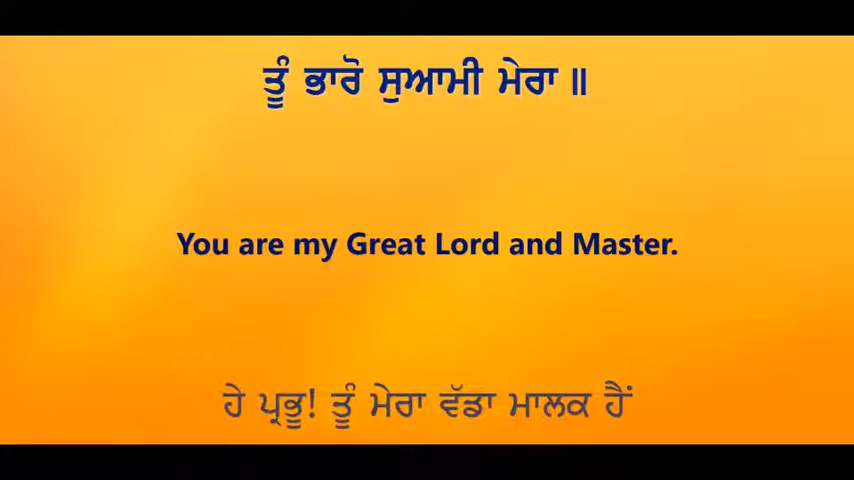 ਤੂੰ ਭਾਰੋ ਸੁਆਮੀ ਮੇਰਾ ॥
You are my Great Lord and Master.
ਹੇ ਪ੍ਰਭੂ! ਤੂੰ ਮੇਰਾ ਵੱਡਾ ਮਾਲਕ ਹੈਂ